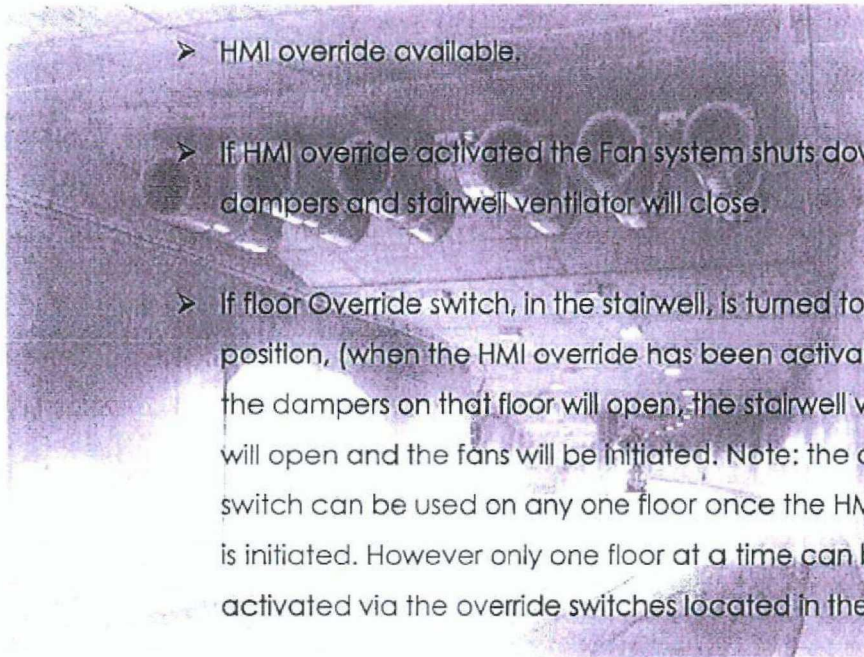 ➤ HMI override available.
➤ If HMI override activated the Fan system shuts
dampers and stairwell ventilator will close.
➤ If floor Override switch, in the stairwell, is turned to
position, (when the HMI override has been
the dampers on that floor will open, the stairwell
will open and the fans will be initiated. Note: the
switch can be used on any one floor once the
is initiated. However only one floor at a time can
activated via the override switches located in the